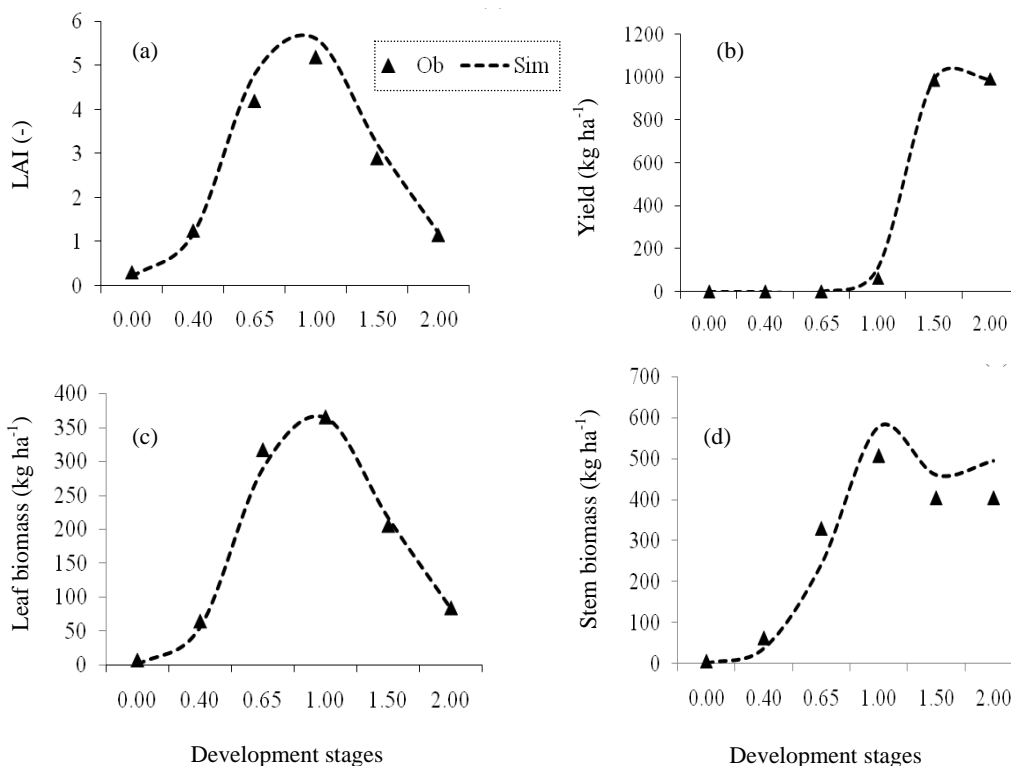 (a)
Ob Sim
LAI (-)
6
5
4
3
2
1
0
0.00 0.40 0.65 1.00 1.50 2.00
(b)
Yield (kg ha-1)
1200
1000
800
600
400
200
0
0.00 0.40 0.65 1.00 1.50 2.00
(c)
Leaf biomass (kg ha-1)
400
350
300
250
200
150
100
50
0
0.00 0.40 0.65 1.00 1.50 2.00
Development stages
(d)
Stem biomass (kg ha-1)
700
600
500
400
300
200
100
0
0.00 0.40 0.65 1.00 1.50 2.00
Development stages